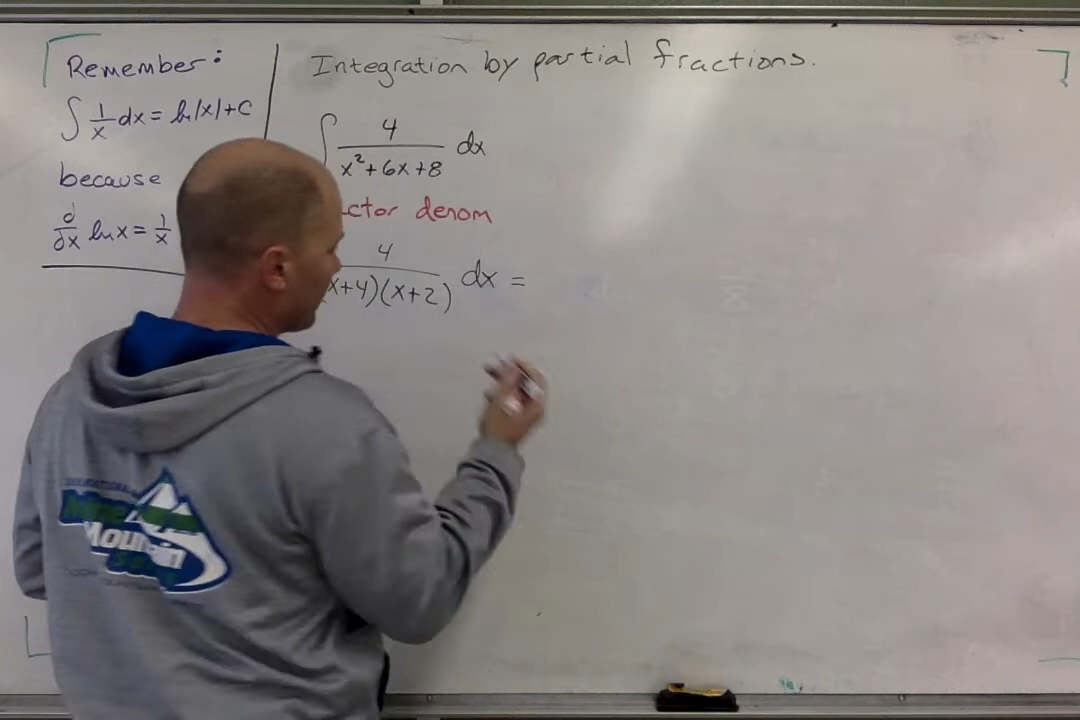 Remember:
∫ 1/x dx = ln|x|+C
because
d/dx ln x = 1/x
Integration by partial fractions.
∫ 4/(x²+6x+8) dx
ctor denom
4/(x+4)(x+2) dx =
Mountain